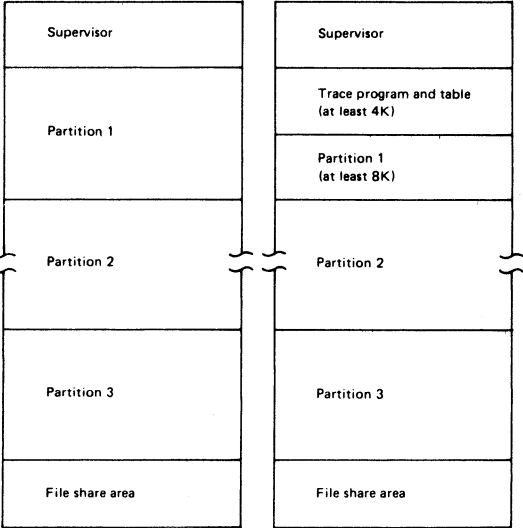 Supervisor
Partition 1
Partition 2
Partition 3
File share area
Supervisor
Trace program and table
(at least 4K)
Partition 1
(at least 8K)
Partition 2
Partition 3
File share area